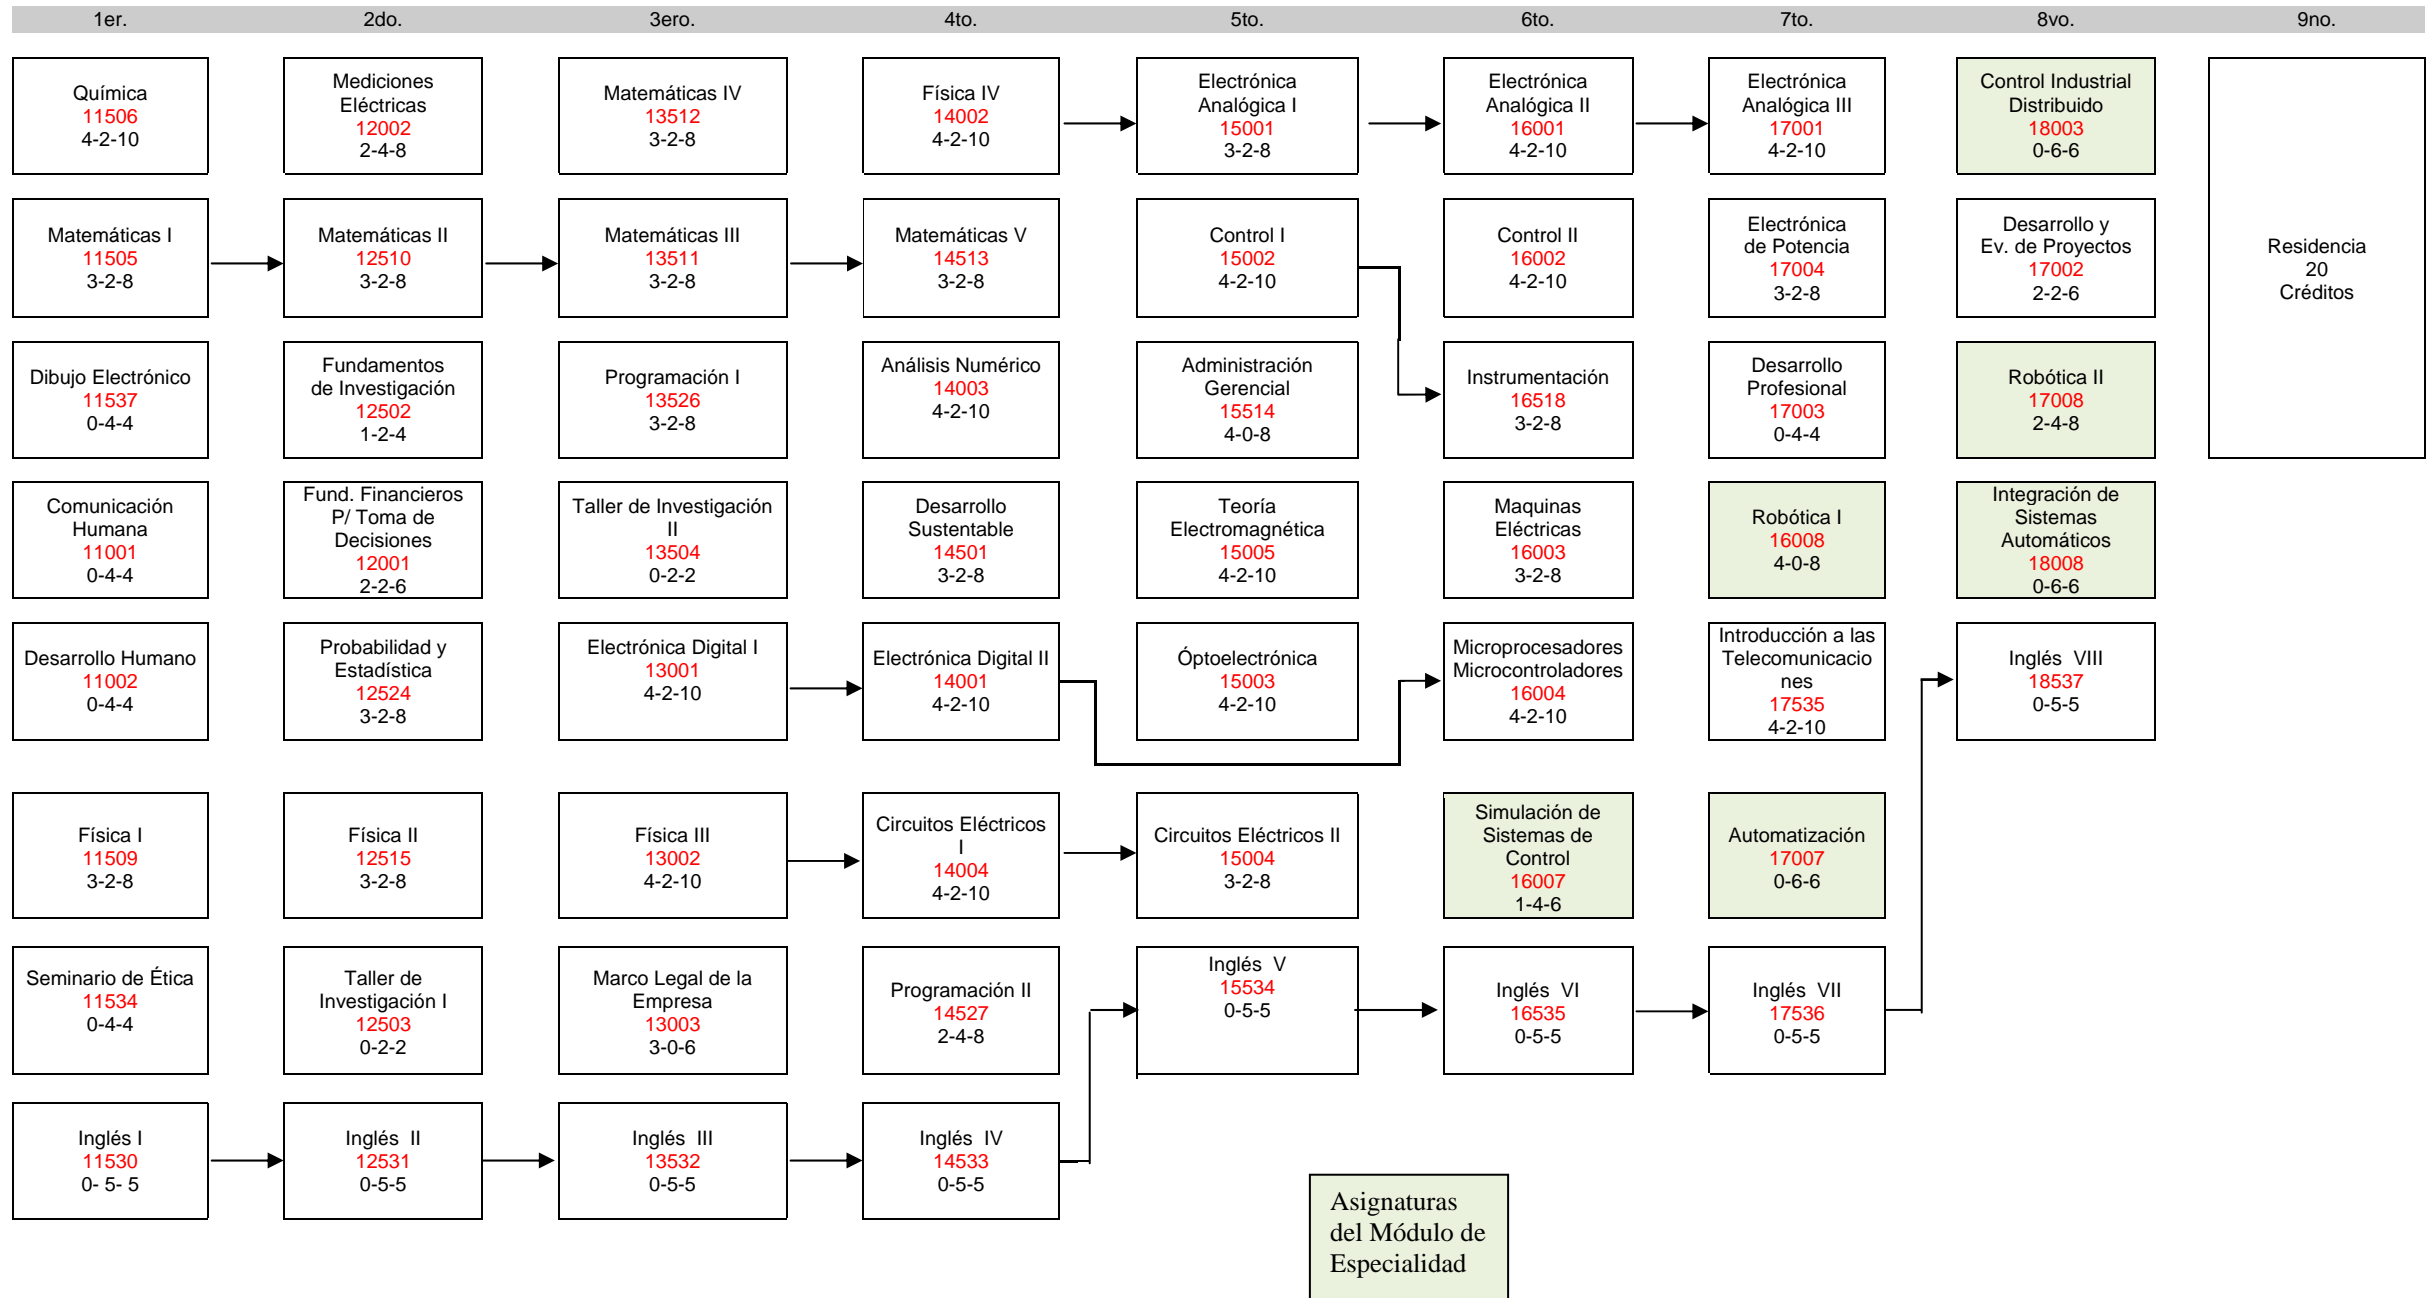 1er.
2do.
3ero.
4to.
5to.
6to.
7to.
8vo.
9no.
Química
11506
4-2-10
Mediciones
Eléctricas
12002
2-4-8
Matemáticas IV
13512
3-2-8
Física IV
14002
4-2-10
Electrónica
Analógica I
15001
3-2-8
Electrónica
Analógica II
16001
4-2-10
Electrónica
Analógica III
17001
4-2-10
Control Industrial
Distribuido
18003
0-6-6
Residencia
20
Créditos
Matemáticas I
11505
3-2-8
Matemáticas II
12510
3-2-8
Matemáticas III
13511
3-2-8
Matemáticas V
14513
3-2-8
Control I
15002
4-2-10
Control II
16002
4-2-10
Electrónica
de Potencia
17004
3-2-8
Desarrollo y
Ev. de Proyectos
17002
2-2-6
Dibujo Electrónico
11537
0-4-4
Fundamentos
de Investigación
12502
1-2-4
Programación I
13526
3-2-8
Análisis Numérico
14003
4-2-10
Administración
Gerencial
15514
4-0-8
Instrumentación
16518
3-2-8
Desarrollo
Profesional
17003
0-4-4
Robótica II
17008
2-4-8
Comunicación
Humana
11001
0-4-4
Fund. Financieros
P/ Toma de
Decisiones
12001
2-2-6
Taller de Investigación
II
13504
0-2-2
Desarrollo
Sustentable
14501
3-2-8
Teoría
Electromagnética
15005
4-2-10
Maquinas
Eléctricas
16003
3-2-8
Robótica I
16008
4-0-8
Integración de
Sistemas
Automáticos
18008
0-6-6
Desarrollo Humano
11002
0-4-4
Probabilidad y
Estadística
12524
3-2-8
Electrónica Digital I
13001
4-2-10
Electrónica Digital II
14001
4-2-10
Óptoelectrónica
15003
4-2-10
Microprocesadores
Microcontroladores
16004
4-2-10
Introducción a las
Telecomunicacio
nes
17535
4-2-10
Inglés VIII
18537
0-5-5
Física I
11509
3-2-8
Física II
12515
3-2-8
Física III
13002
4-2-10
Circuitos Eléctricos
I
14004
4-2-10
Circuitos Eléctricos II
15004
3-2-8
Simulación de
Sistemas de
Control
16007
1-4-6
Automatización
17007
0-6-6
Seminario de Ética
11534
0-4-4
Taller de
Investigación I
12503
0-2-2
Marco Legal de la
Empresa
13003
3-0-6
Programación II
14527
2-4-8
Inglés V
15534
0-5-5
Inglés VI
16535
0-5-5
Inglés VII
17536
0-5-5
Inglés I
11530
0- 5- 5
Inglés II
12531
0-5-5
Inglés III
13532
0-5-5
Inglés IV
14533
0-5-5
Asignaturas
del Módulo de
Especialidad